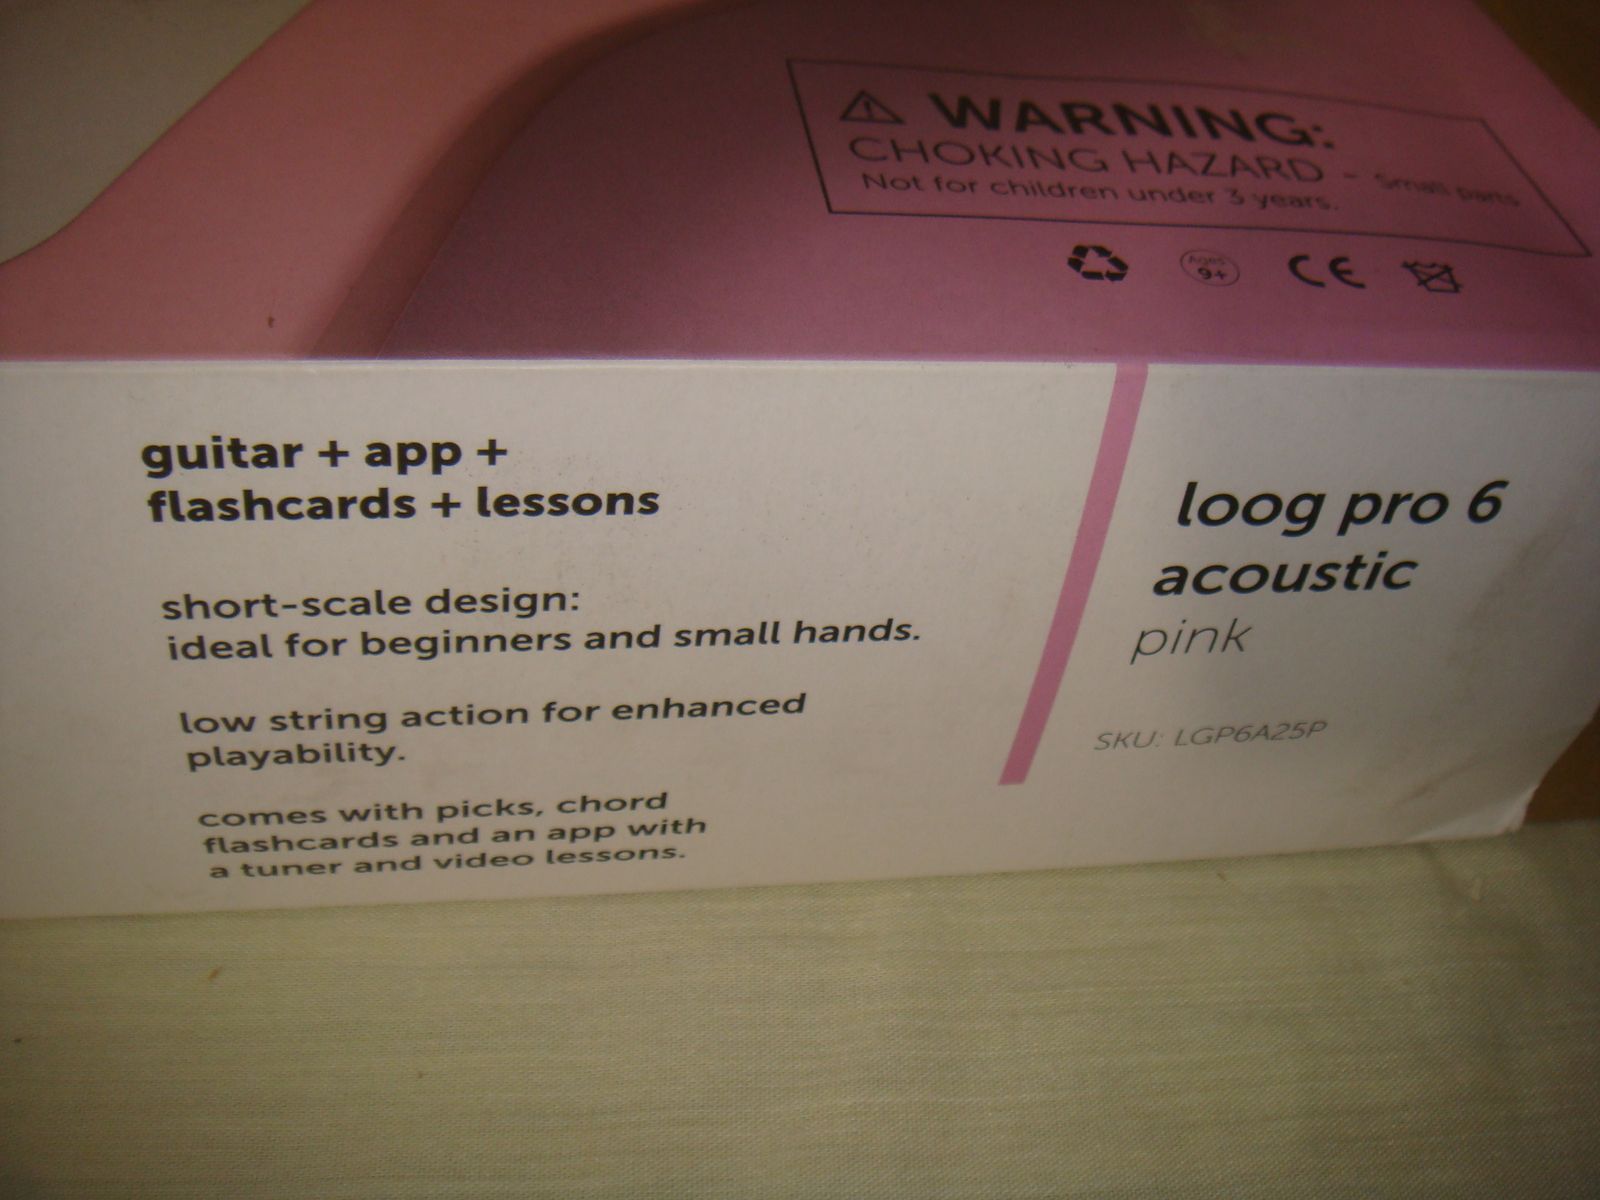 WARNING:
CHOKING HAZARD - Small parts
Not for children under 3 years.
Ages
9+
CE
guitar + app +
flashcards + lessons
short-scale design:
ideal for beginners and small hands.
low string action for enhanced
playability.
comes with picks, chord
flashcards and an app with
a tuner and video lessons.
loog pro 6
acoustic
pink
SKU: LGP6A25P